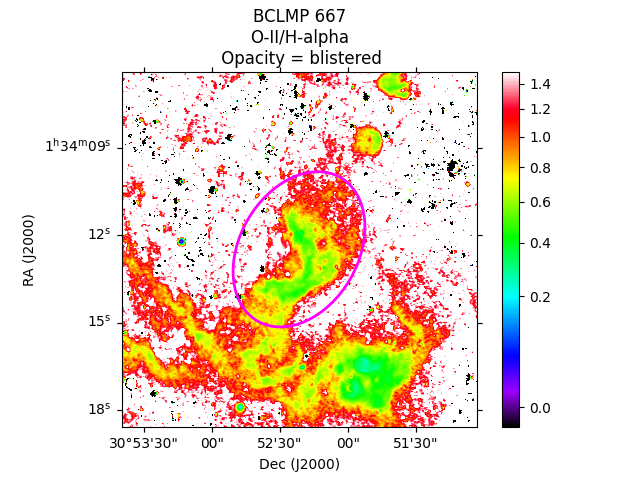 BCLMP 667
O-II/H-alpha
Opacity = blistered
1.4
1.2
1.0
0.8
0.6
0.4
0.2
0.0
1ʰ34ᵐ09ˢ
12ˢ
15ˢ
18ˢ
RA (J2000)
30°53'30" 00" 52'30" 00" 51'30"
Dec (J2000)